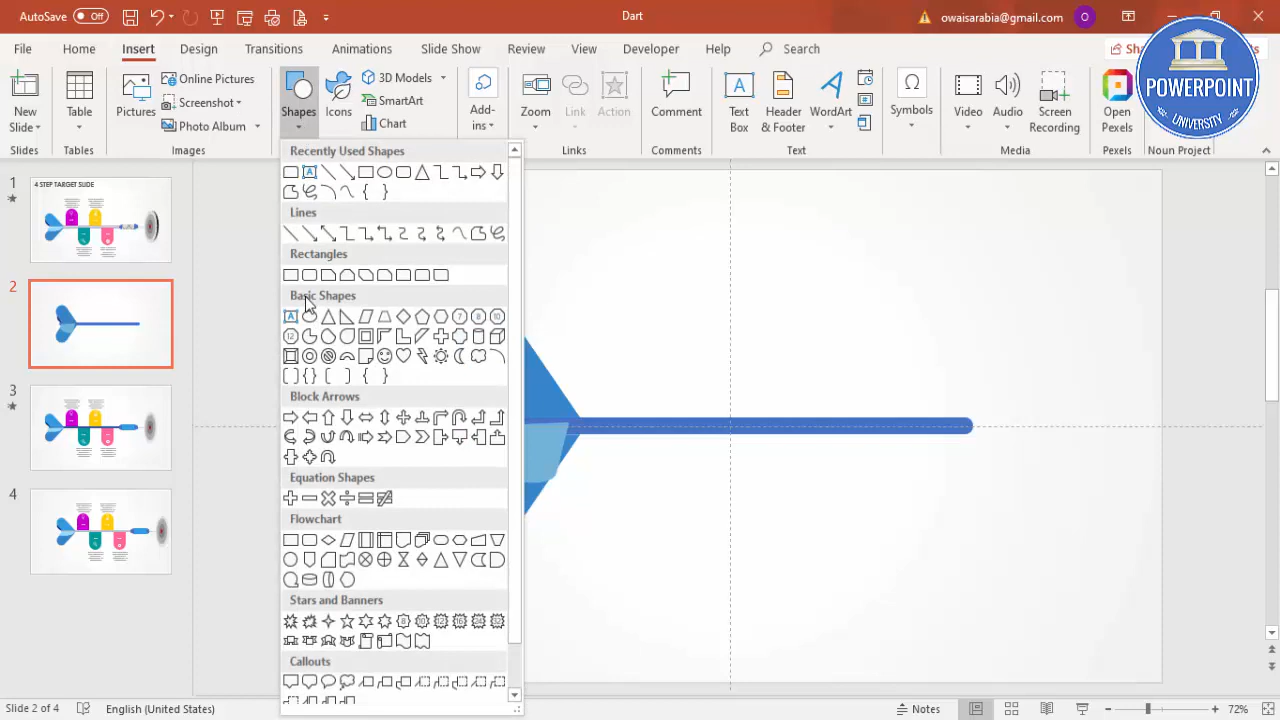 AutoSave Off
Dart
owaisarabia@gmail.com
O
File Home Insert Design Transitions Animations Slide Show Review View Developer Help Search
New Slide
Table
Pictures
Online Pictures
Screenshot
Photo Album
Shapes
Icons
3D Models
SmartArt
Chart
Add-ins
Zoom
Link
Action
Comment
Text Box
Header & Footer
WordArt
Symbols
Video
Audio
Screen Recording
Open Pexels
POWERPOINT
UNIVERSITY
Slides Tables Images Links Comments Text Media Pexels Noun Project
Recently Used Shapes
Lines
Rectangles
Basic Shapes
Block Arrows
Equation Shapes
Flowchart
Stars and Banners
Callouts
1
4 STEP TARGET SLIDE
2
3
4
Slide 2 of 4
English (United States)
Notes
72%